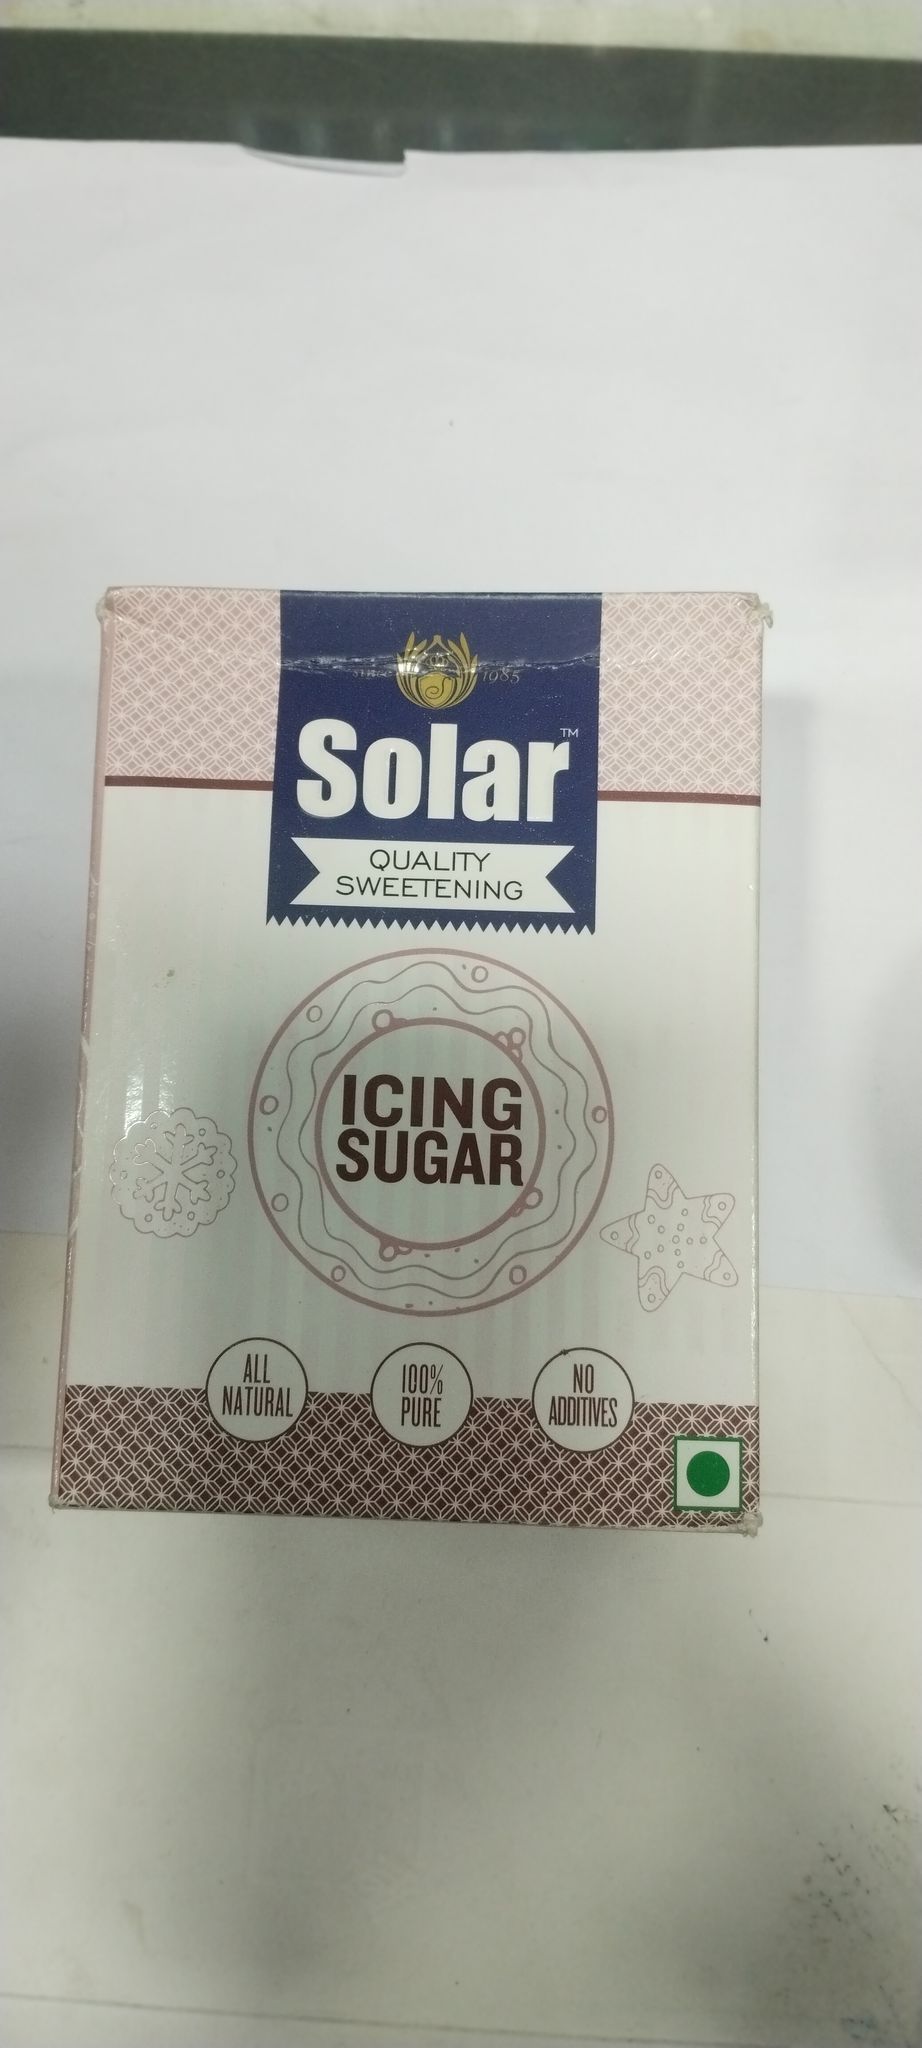 since 1985
Solar™
QUALITY
SWEETENING
ICING
SUGAR
ALL
NATURAL
100%
PURE
NO
ADDITIVES